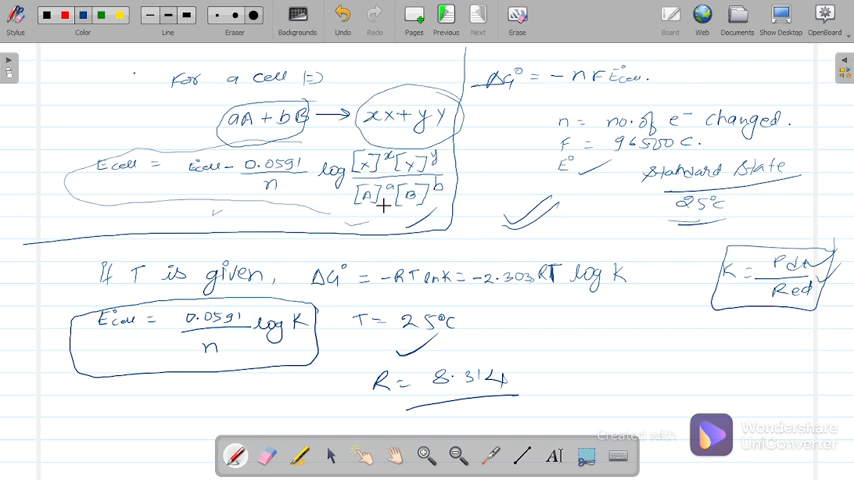 Stylus Color Line Eraser Backgrounds Undo Pages Previous Next Erase Board Web Documents Show Desktop OpenBoard
For a cell |=)
aA + bB → xX + yY
Ecell = E°cell - 0.0591/n log [X]^x [Y]^y / [A]^a [B]^b
ΔG° = - n F E°cell.
n = no. of e⁻ changed.
F = 96500 C
E°
Standard State
25°C
If T is given, ΔG° = -RT ln K = -2.303 RT log K
K = Pdn/Red
E°cell = 0.0591/n log K
T = 25°C
R = 8.314
Created with
Wondershare
UniConverter